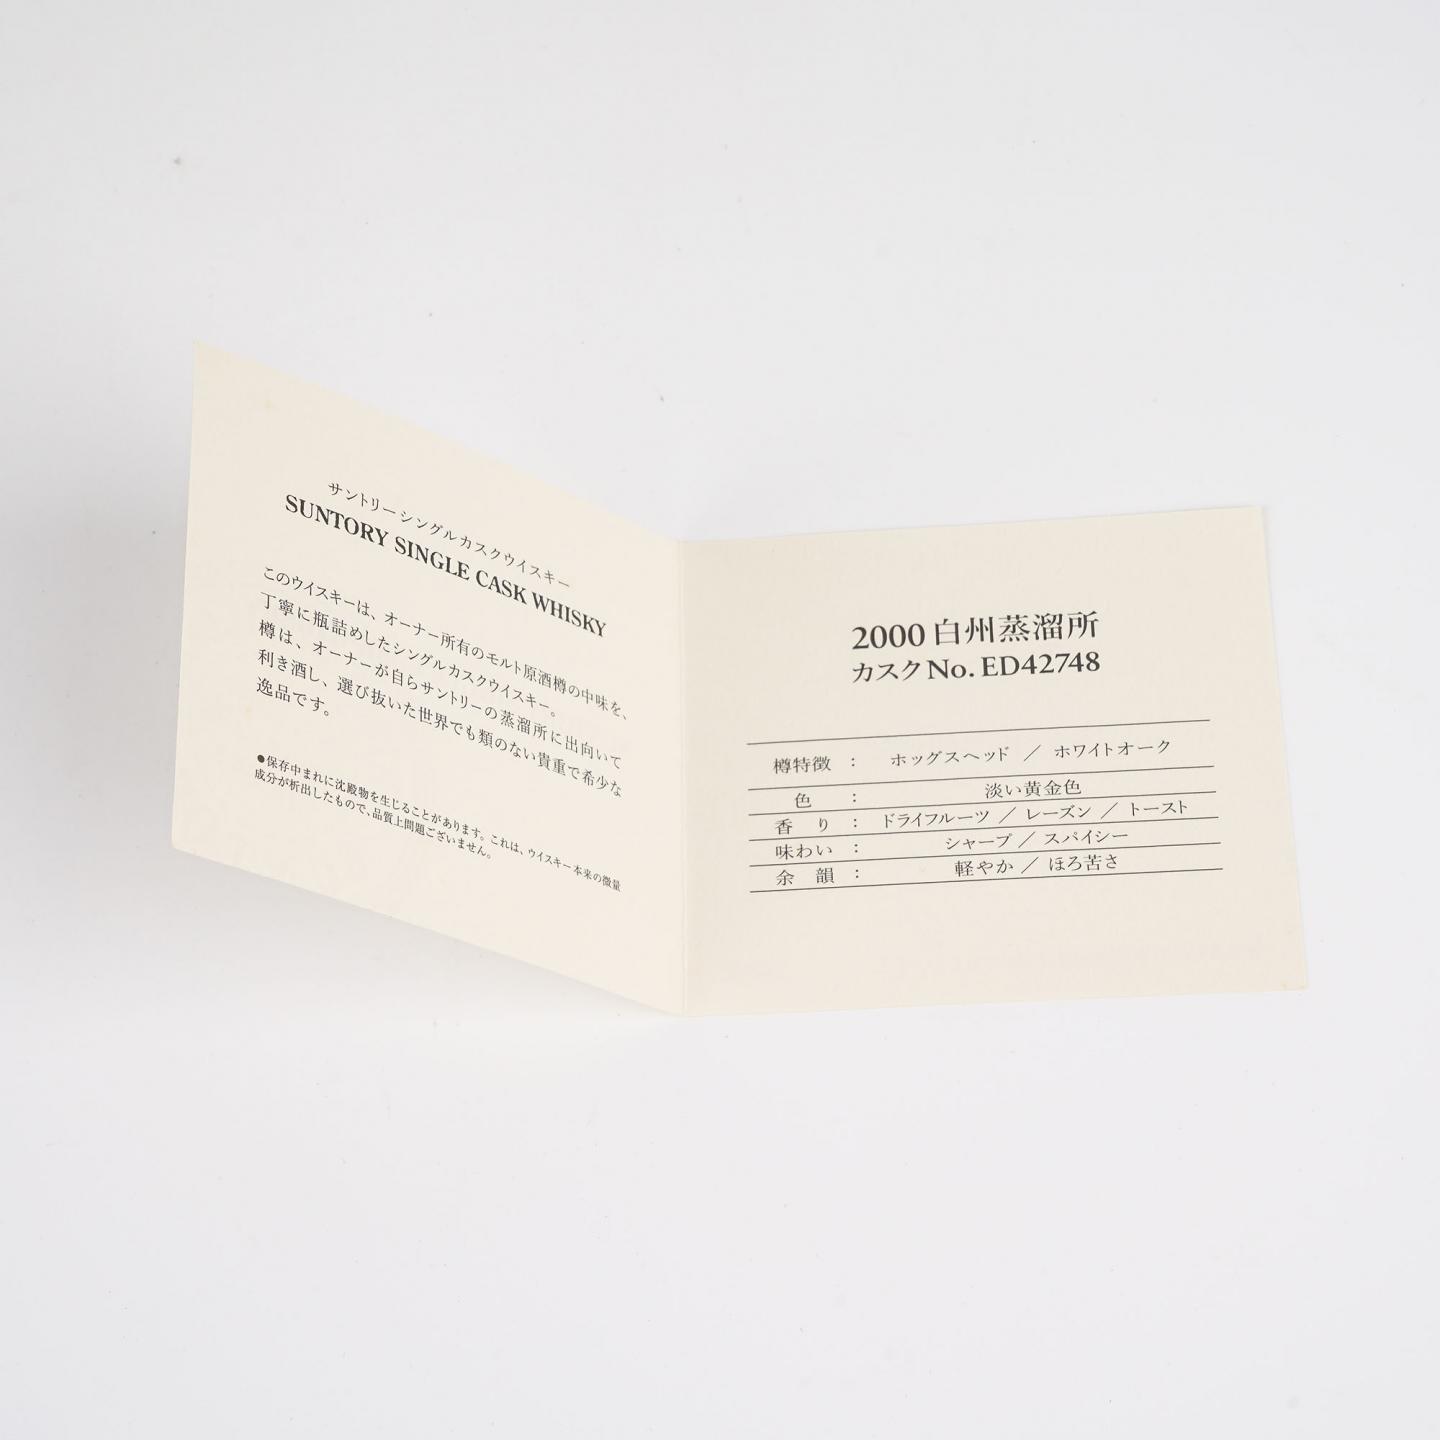 サントリーシングルカスクウイスキー
SUNTORY SINGLE CASK WHISKY
このウイスキーは、オーナー所有のモルト原酒樽の中味を、
丁寧に瓶詰めしたシングルカスクウイスキー。
樽は、オーナーが自らサントリーの蒸溜所に出向いて
利き酒し、選び抜いた世界でも類のない貴重で希少な
逸品です。
●保存中まれに沈殿物を生じることがあります。これは、ウイスキー本来の微量
成分が析出したもので、品質上問題ございません。
2000 白州蒸溜所
カスクNo. ED42748
樽特徴 : ホッグスヘッド / ホワイトオーク
色 : 淡い黄金色
香り : ドライフルーツ / レーズン / トースト
味わい : シャープ / スパイシー
余韻 : 軽やか / ほろ苦さ